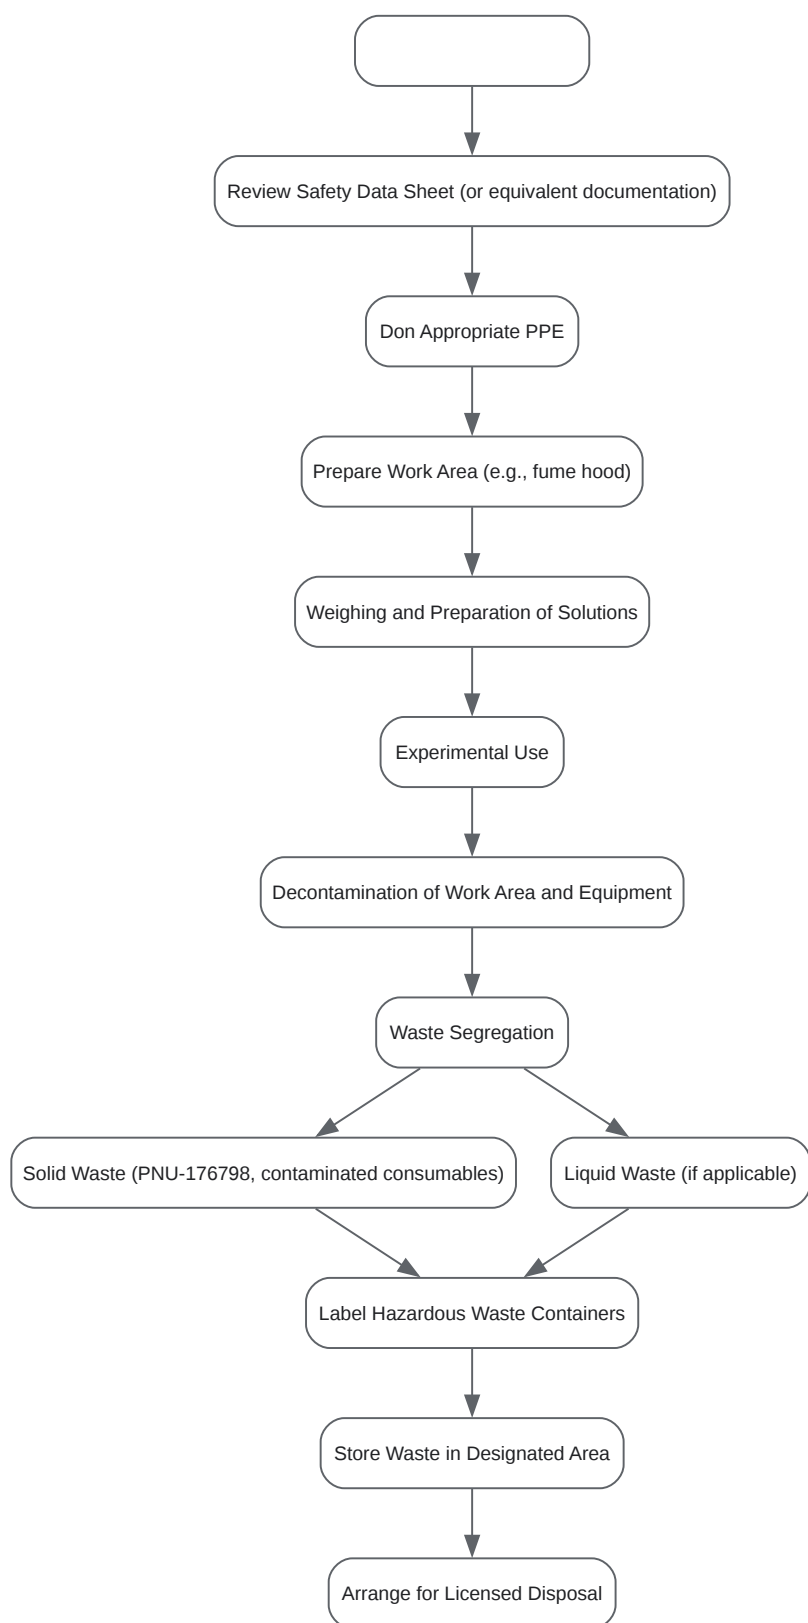 Review Safety Data Sheet (or equivalent documentation)
Don Appropriate PPE
Prepare Work Area (e.g., fume hood)
Weighing and Preparation of Solutions
Experimental Use
Decontamination of Work Area and Equipment
Waste Segregation
Solid Waste (PNU-176798, contaminated consumables)
Liquid Waste (if applicable)
Label Hazardous Waste Containers
Store Waste in Designated Area
Arrange for Licensed Disposal